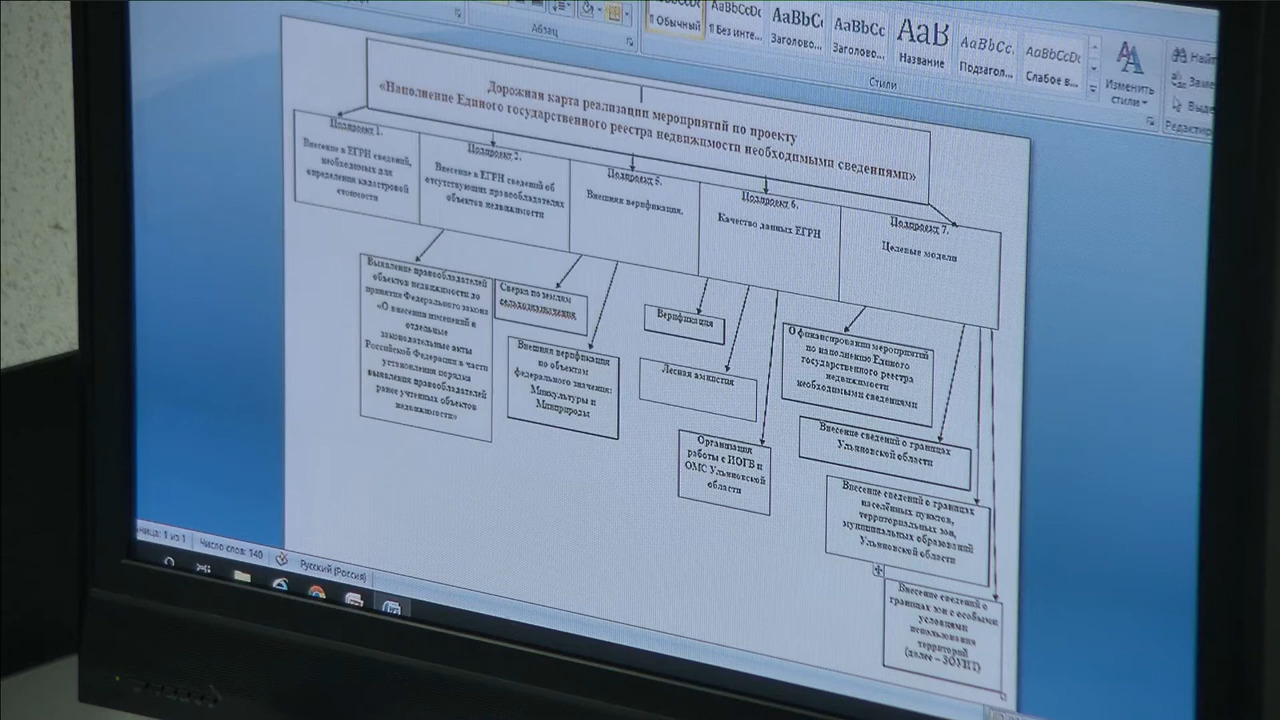 Абзац
¶ Обычный
¶ Без инте...
Заголово...
Заголово...
Название
Подзагол...
Слабое в...
Стили
Изменить
стили
Дорожная карта реализации мероприятий по проекту
«Наполнение Единого государственного реестра недвижимости необходимыми сведениями»
Подпроект 1.
Внесение в ЕГРН сведений,
необходимых для
определения кадастровой
стоимости
Подпроект 2.
Внесение в ЕГРН сведений об
отсутствующих правообладателях
объектов недвижимости
Подпроект 5.
Внешняя верификация.
Подпроект 6.
Качество данных ЕГРН
Подпроект 7.
Целевые модели
Выявление правообладателей
объектов недвижимости до
принятия Федерального закона
«О внесении изменений в
отдельные
законодательные акты
Российской Федерации в части
установления порядка
выявления правообладателей
ранее учтенных объектов
недвижимости»
Сверка по землям
сельхозназначения
Внешняя верификация
по объектам
федерального значения:
Минкультуры и
Минприроды
Верификация
Лесная амнистия
Организация
работы с ИОГВ и
ОМС Ульяновской
области
О финансировании мероприятий
по наполнению Единого
государственного реестра
недвижимости
необходимыми сведениями
Внесение сведений о границах
Ульяновской области
Внесение сведений о границах
населённых пунктов,
территориальных зон,
муниципальных образований
Ульяновской области
Внесение сведений о
границах зон с особыми
условиями
использования
территорий
(далее – ЗОУИТ)
ница: 1 из 1
Число слов: 140
Русский (Россия)